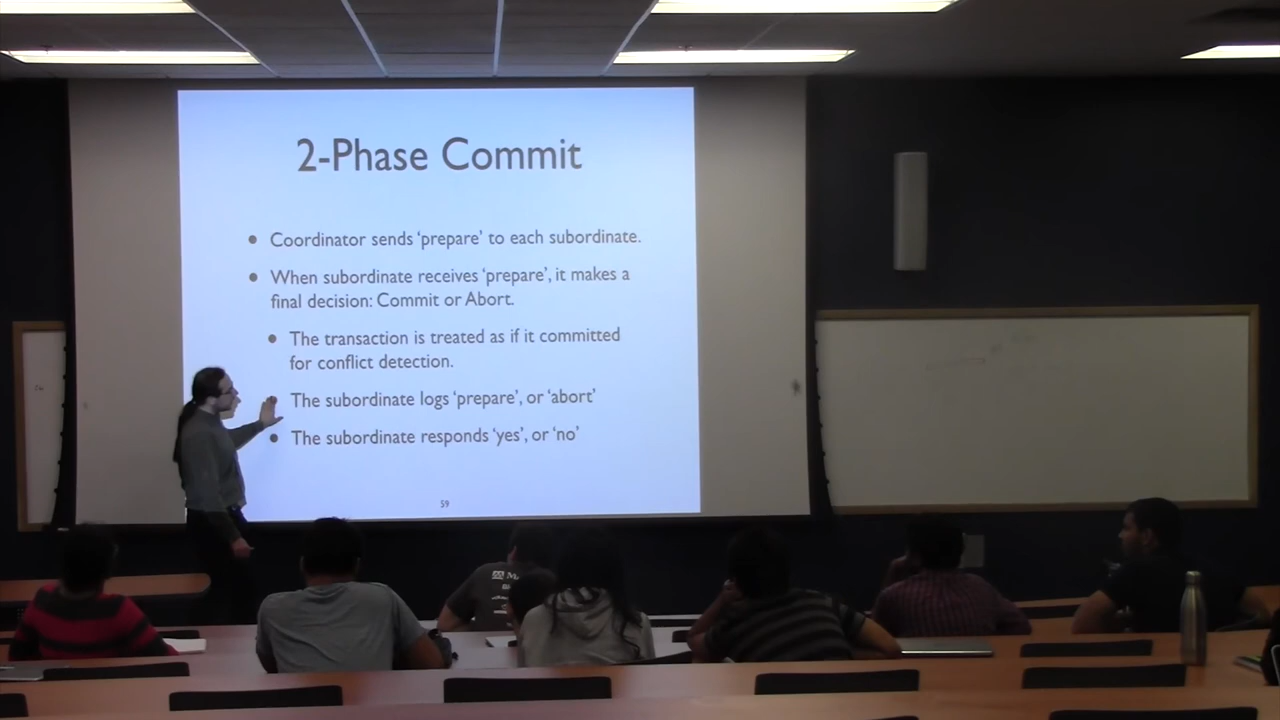 2-Phase Commit
• Coordinator sends ‘prepare’ to each subordinate.
• When subordinate receives ‘prepare’, it makes a
final decision: Commit or Abort.
• The transaction is treated as if it committed
for conflict detection.
• The subordinate logs ‘prepare’, or ‘abort’
• The subordinate responds ‘yes’, or ‘no’
59